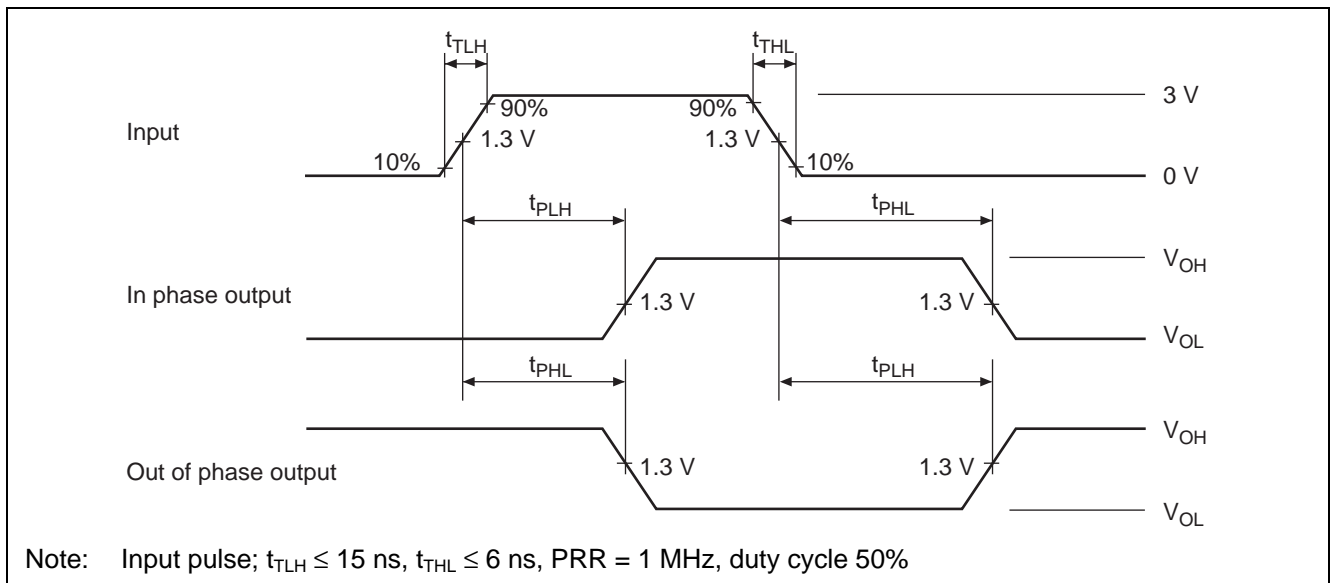 tTLH
tTHL
90%
90%
3 V
Input
1.3 V
1.3 V
10%
10%
0 V
tPLH
tPHL
VOH
In phase output
1.3 V
1.3 V
VOL
tPHL
tPLH
VOH
Out of phase output
1.3 V
1.3 V
VOL
Note: Input pulse; tTLH ≤ 15 ns, tTHL ≤ 6 ns, PRR = 1 MHz, duty cycle 50%